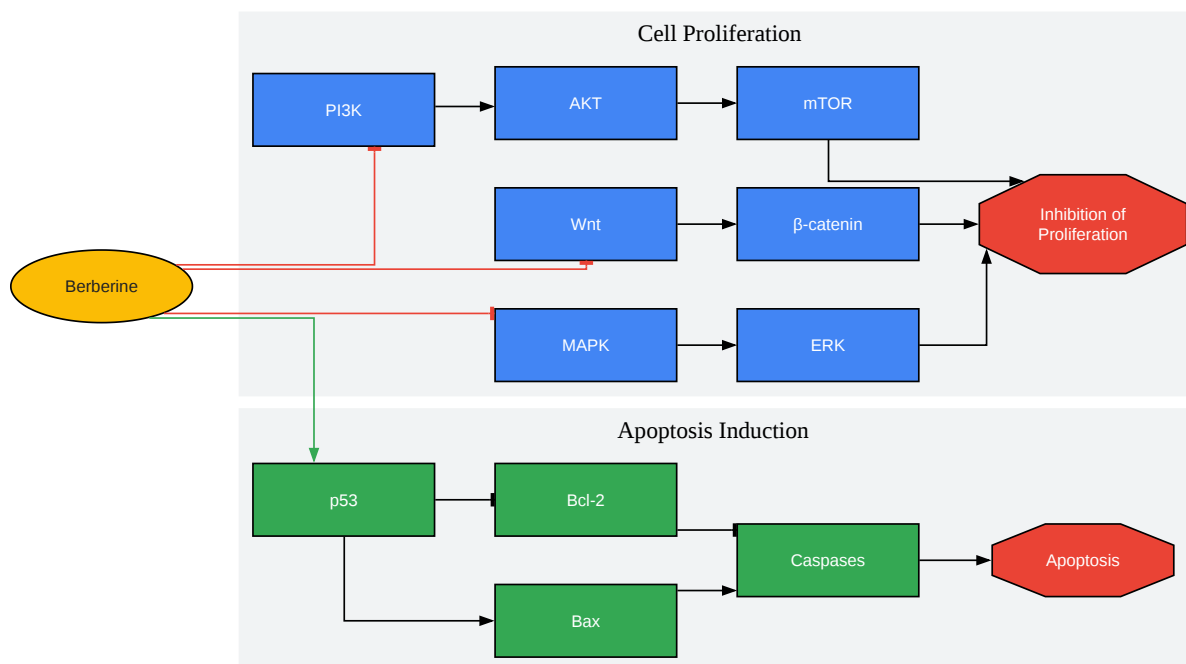 Cell Proliferation
PI3K
AKT
mTOR
Wnt
β-catenin
Inhibition of
Proliferation
Berberine
MAPK
ERK
Apoptosis Induction
p53
Bcl-2
Caspases
Apoptosis
Bax